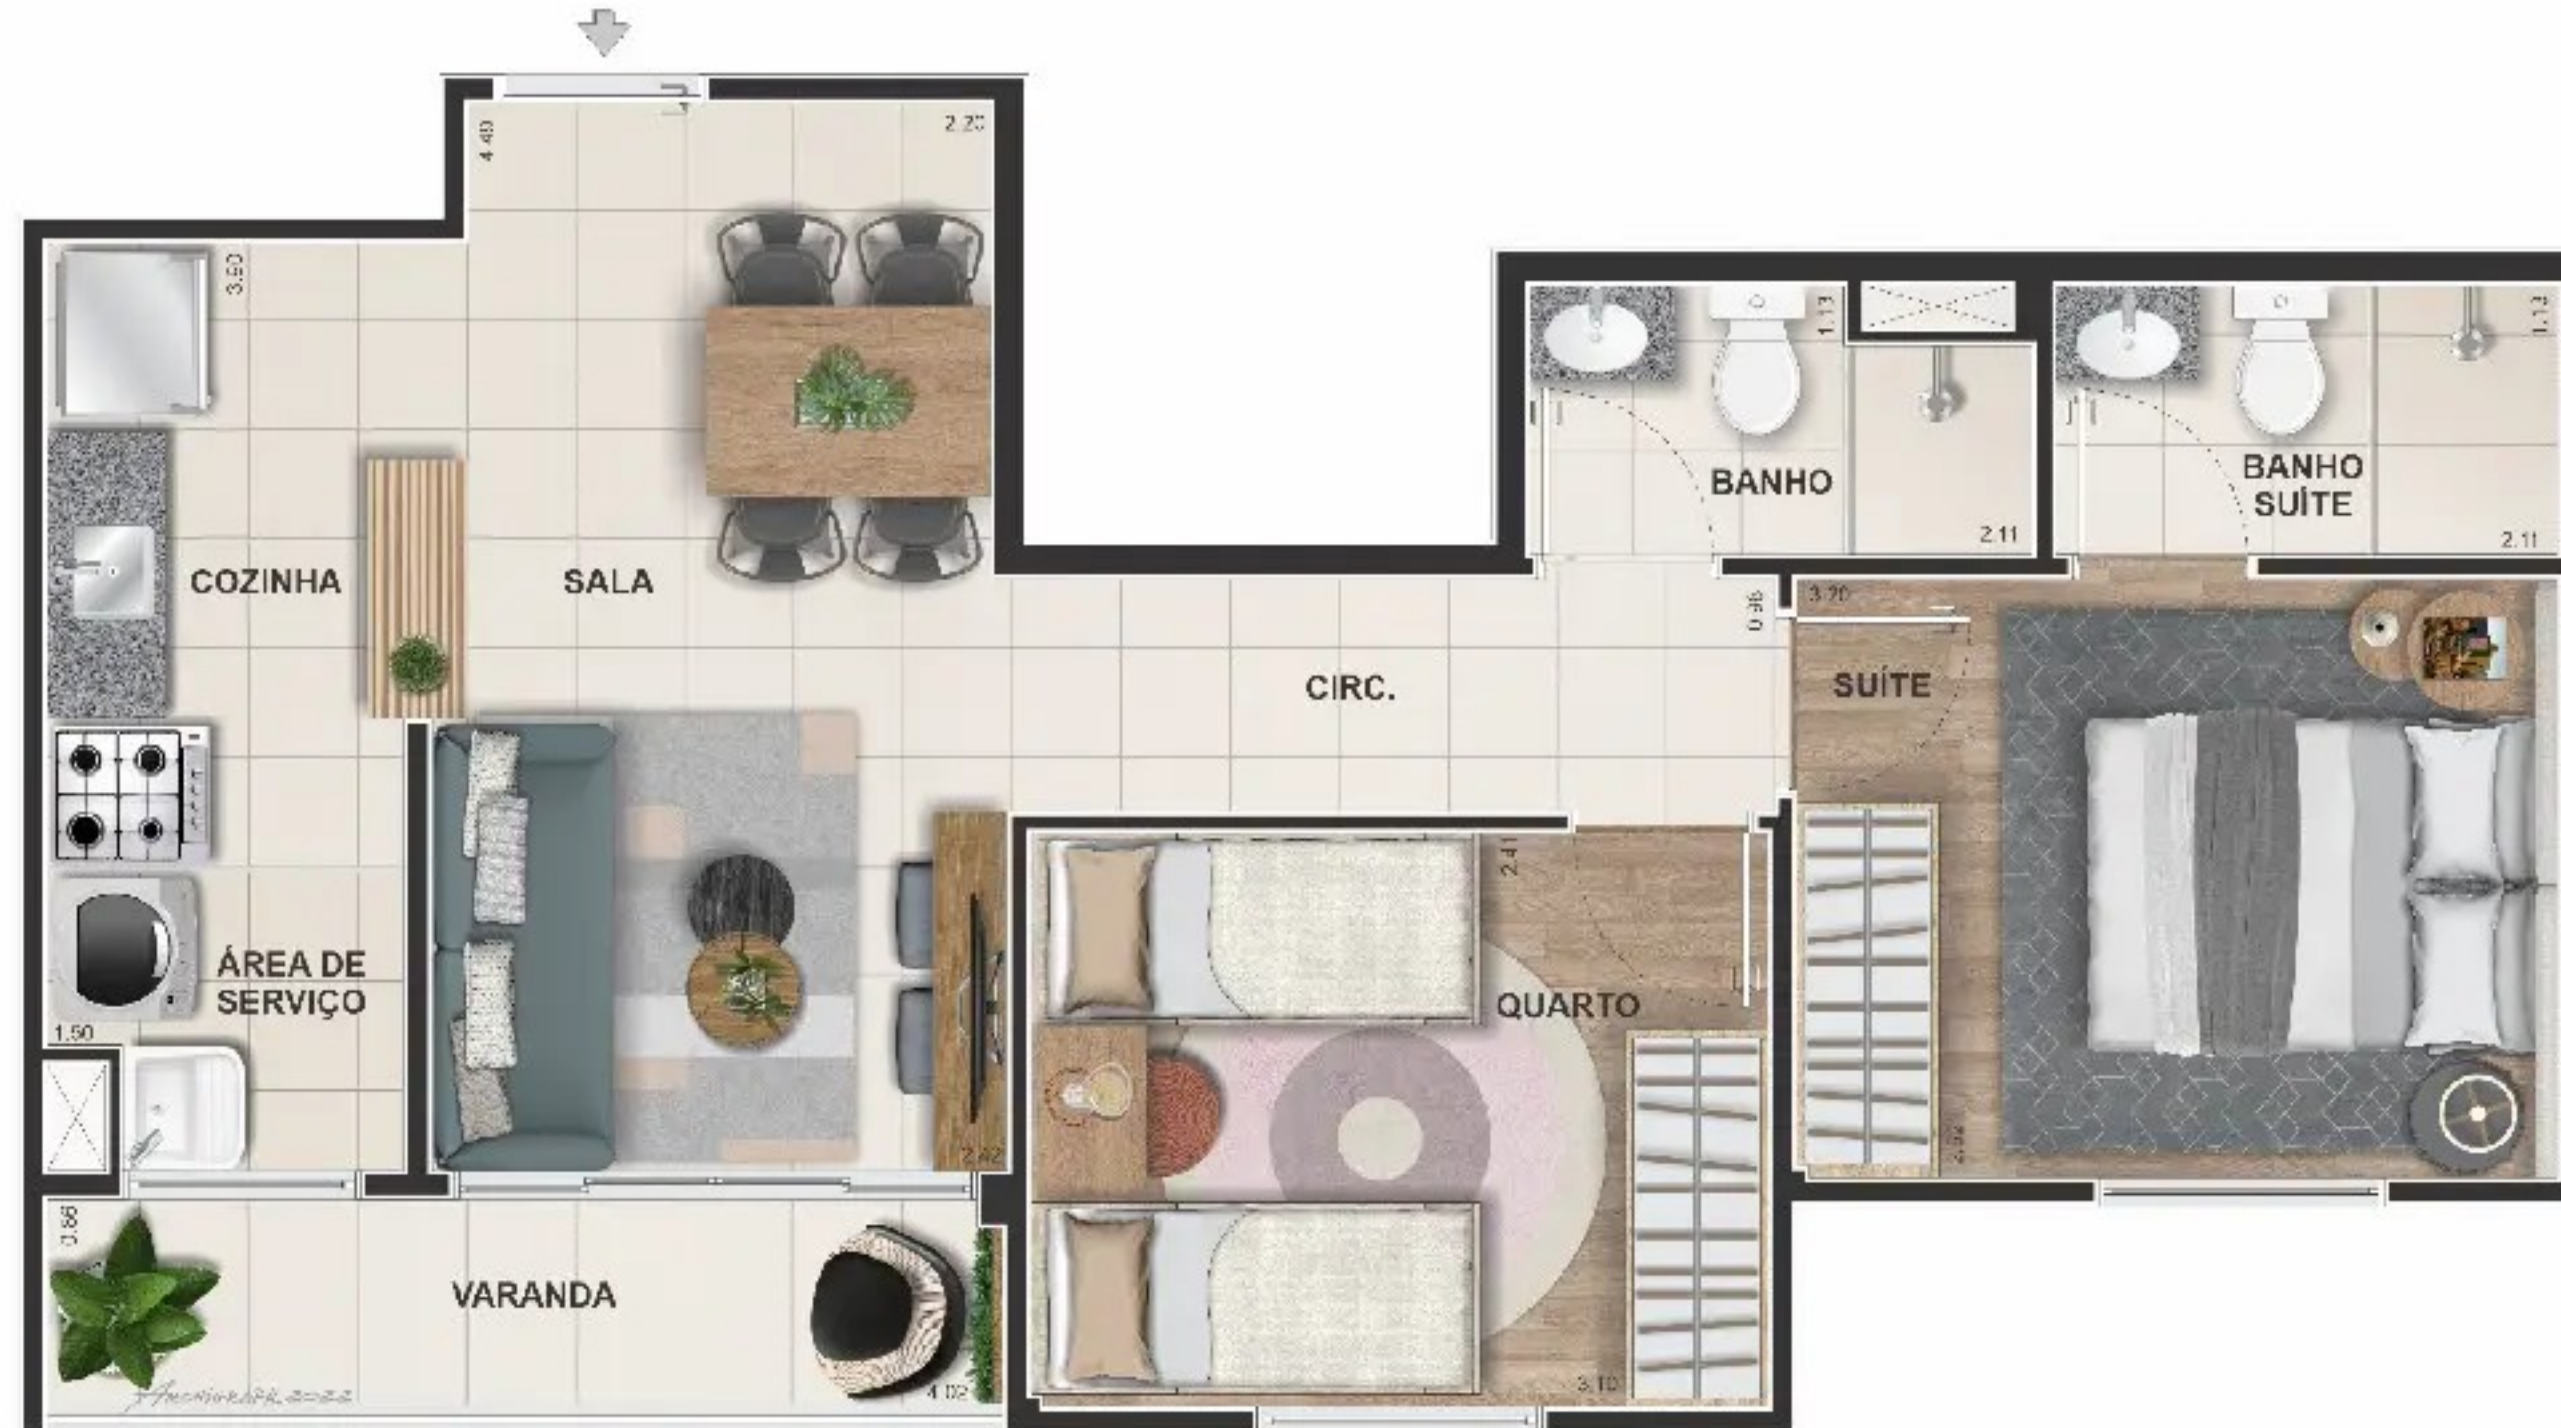 4.49
2.20
3.90
1.13
1.13
COZINHA
SALA
BANHO
2.11
BANHO
SUÍTE
2.11
0.96
3.20
CIRC.
SUÍTE
2.41
ÁREA DE
SERVIÇO
1.50
QUARTO
2.42
0.86
VARANDA
4.02
3.10